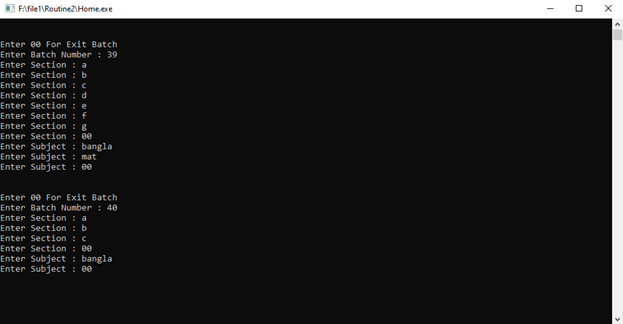 F:\file1\Routine2\Home.exe
Enter 00 For Exit Batch
Enter Batch Number : 39
Enter Section : a
Enter Section : b
Enter Section : c
Enter Section : d
Enter Section : e
Enter Section : f
Enter Section : g
Enter Section : 00
Enter Subject : bangla
Enter Subject : mat
Enter Subject : 00
Enter 00 For Exit Batch
Enter Batch Number : 40
Enter Section : a
Enter Section : b
Enter Section : c
Enter Section : 00
Enter Subject : bangla
Enter Subject : 00